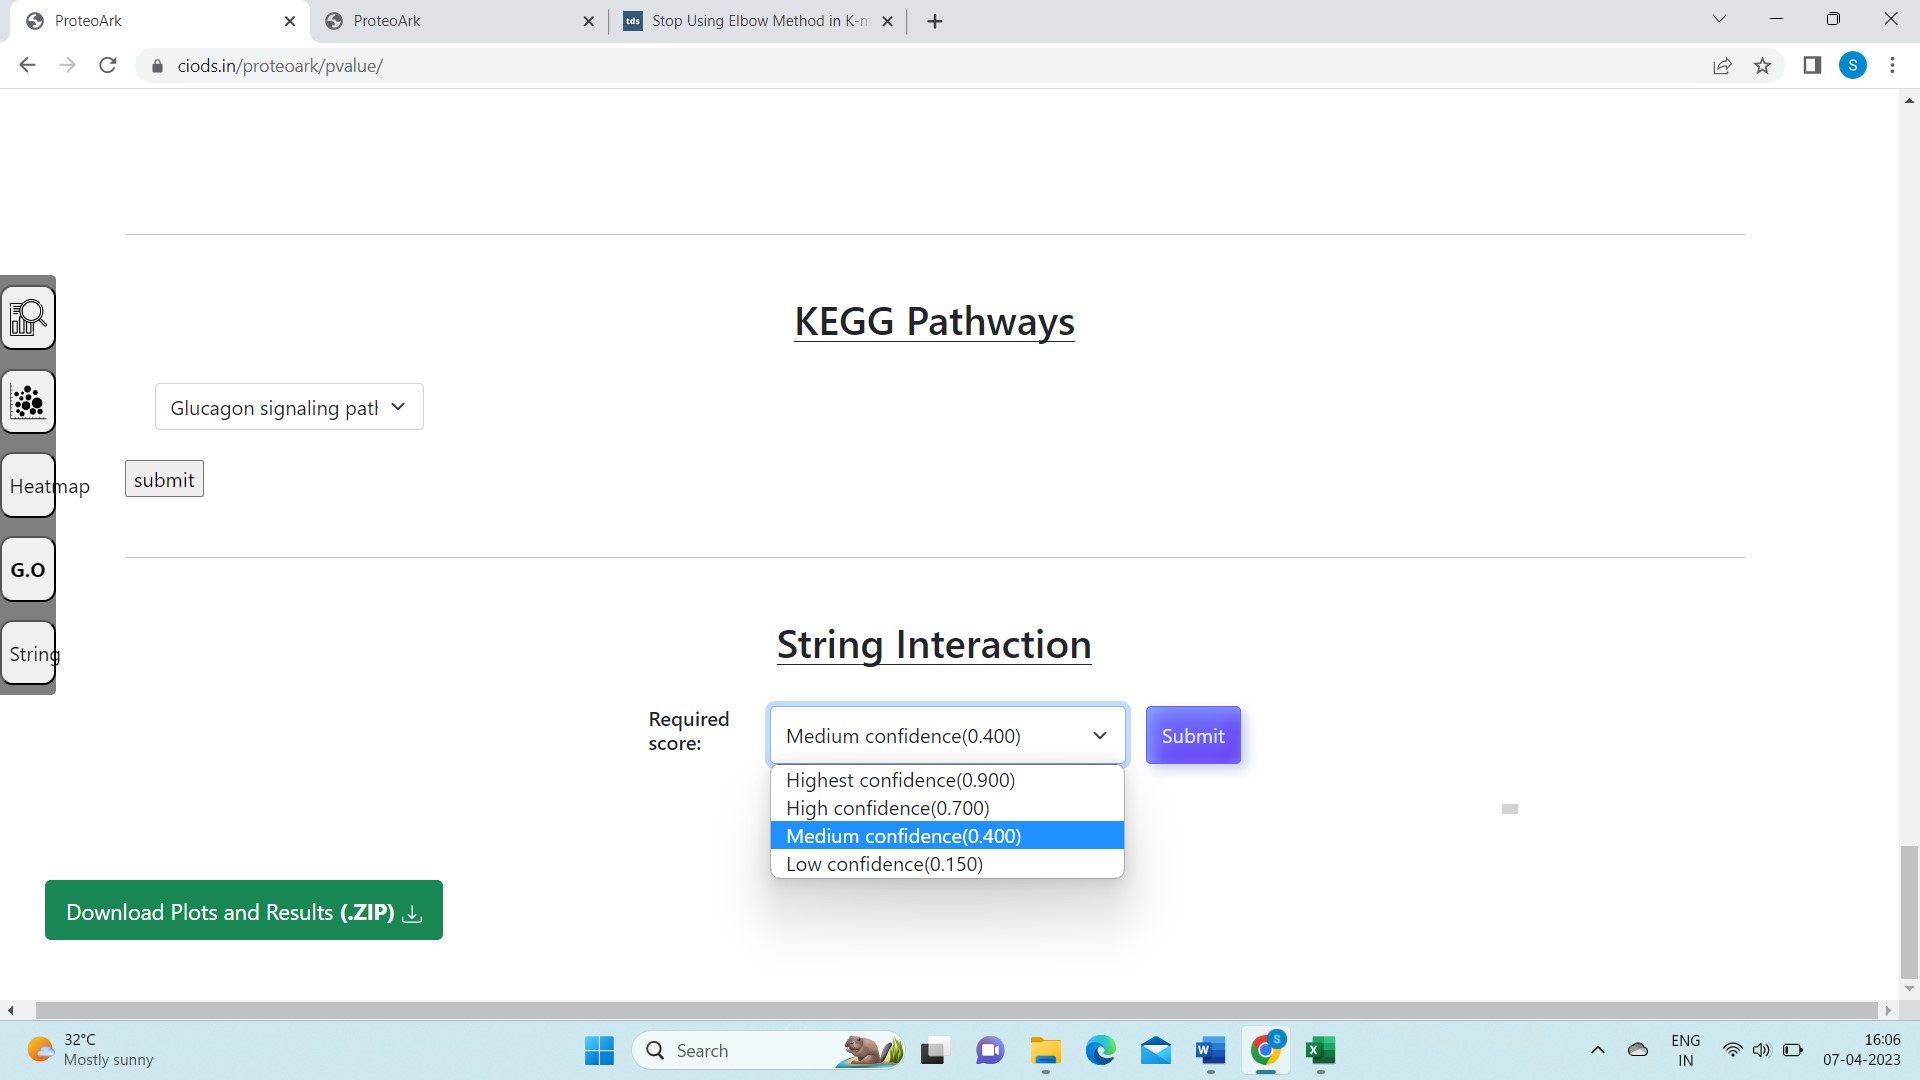 ProteoArk
ProteoArk
tds Stop Using Elbow Method in K-m
ciods.in/proteoark/pvalue/
S
KEGG Pathways
Glucagon signaling path
submit
Heatmap
G.O
String
String Interaction
Required
score:
Medium confidence(0.400)
Submit
Highest confidence(0.900)
High confidence(0.700)
Medium confidence(0.400)
Low confidence(0.150)
Download Plots and Results (.ZIP)
32°C
Mostly sunny
Search
W
S
X
ENG
IN
16:06
07-04-2023